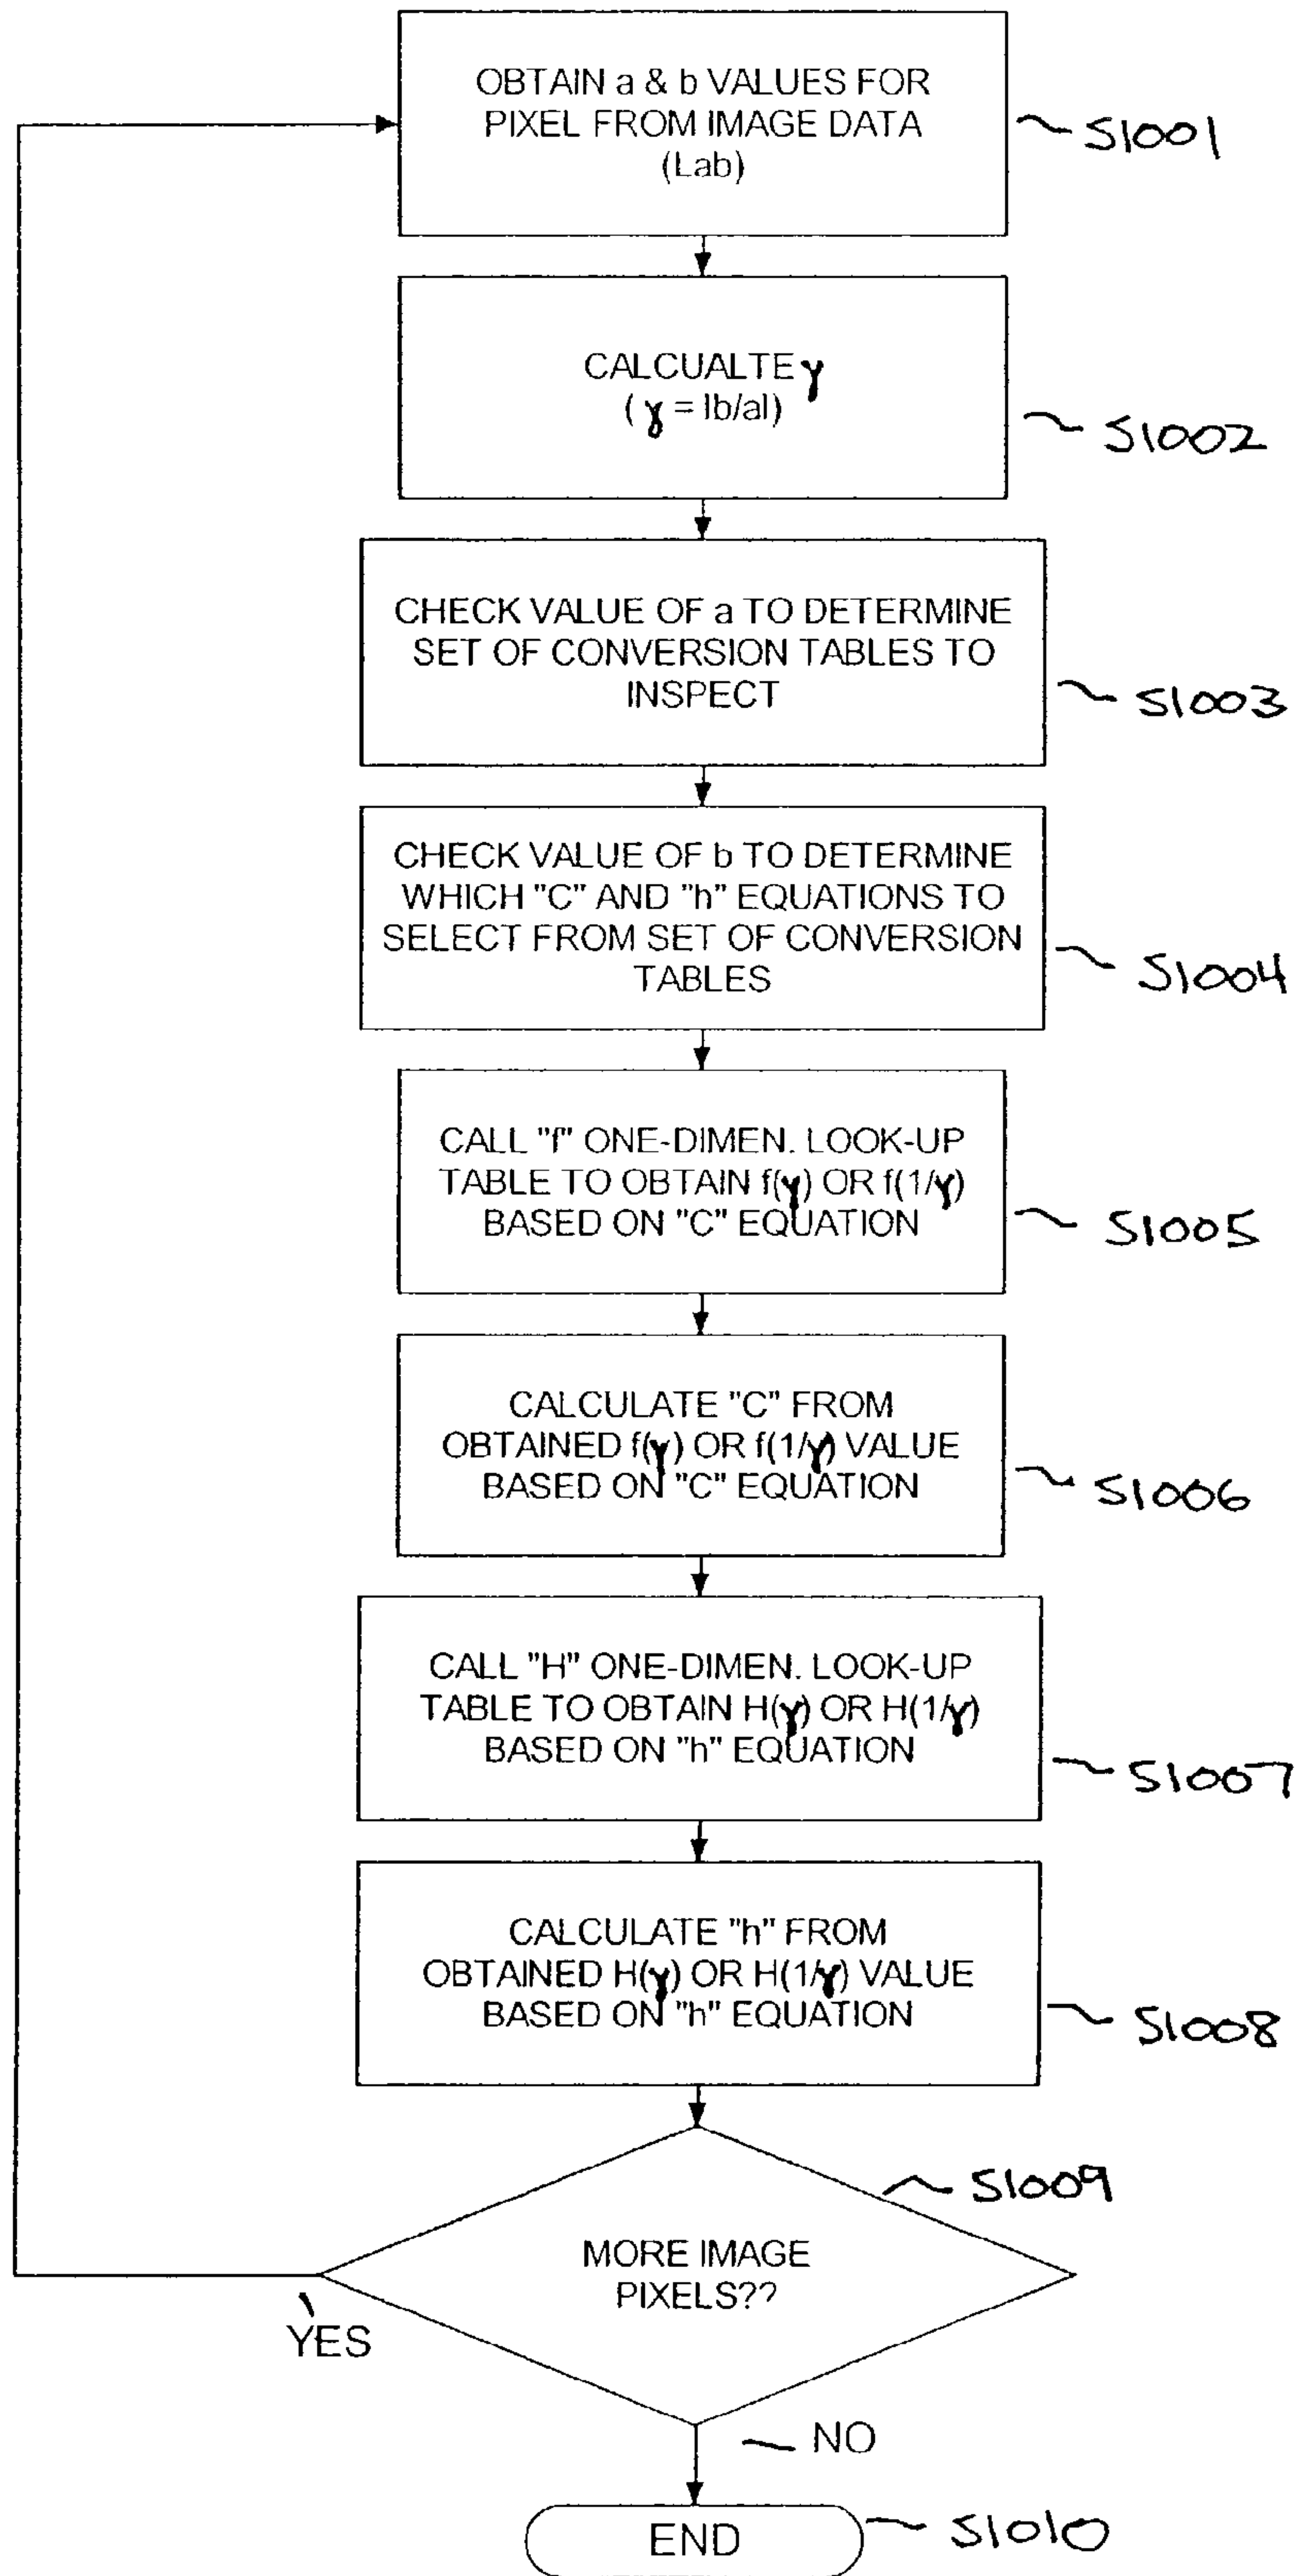 OBTAIN a & b VALUES FOR
PIXEL FROM IMAGE DATA
(Lab)
S1001
CALCUALTE γ
( γ = lb/al)
S1002
CHECK VALUE OF a TO DETERMINE
SET OF CONVERSION TABLES TO
INSPECT
S1003
CHECK VALUE OF b TO DETERMINE
WHICH "C" AND "h" EQUATIONS TO
SELECT FROM SET OF CONVERSION
TABLES
S1004
CALL "f" ONE-DIMEN. LOOK-UP
TABLE TO OBTAIN f(γ) OR f(1/γ)
BASED ON "C" EQUATION
S1005
CALCULATE "C" FROM
OBTAINED f(γ) OR f(1/γ) VALUE
BASED ON "C" EQUATION
S1006
CALL "H" ONE-DIMEN. LOOK-UP
TABLE TO OBTAIN H(γ) OR H(1/γ)
BASED ON "h" EQUATION
S1007
CALCULATE "h" FROM
OBTAINED H(γ) OR H(1/γ) VALUE
BASED ON "h" EQUATION
S1008
S1009
MORE IMAGE
PIXELS??
YES
NO
END
S1010